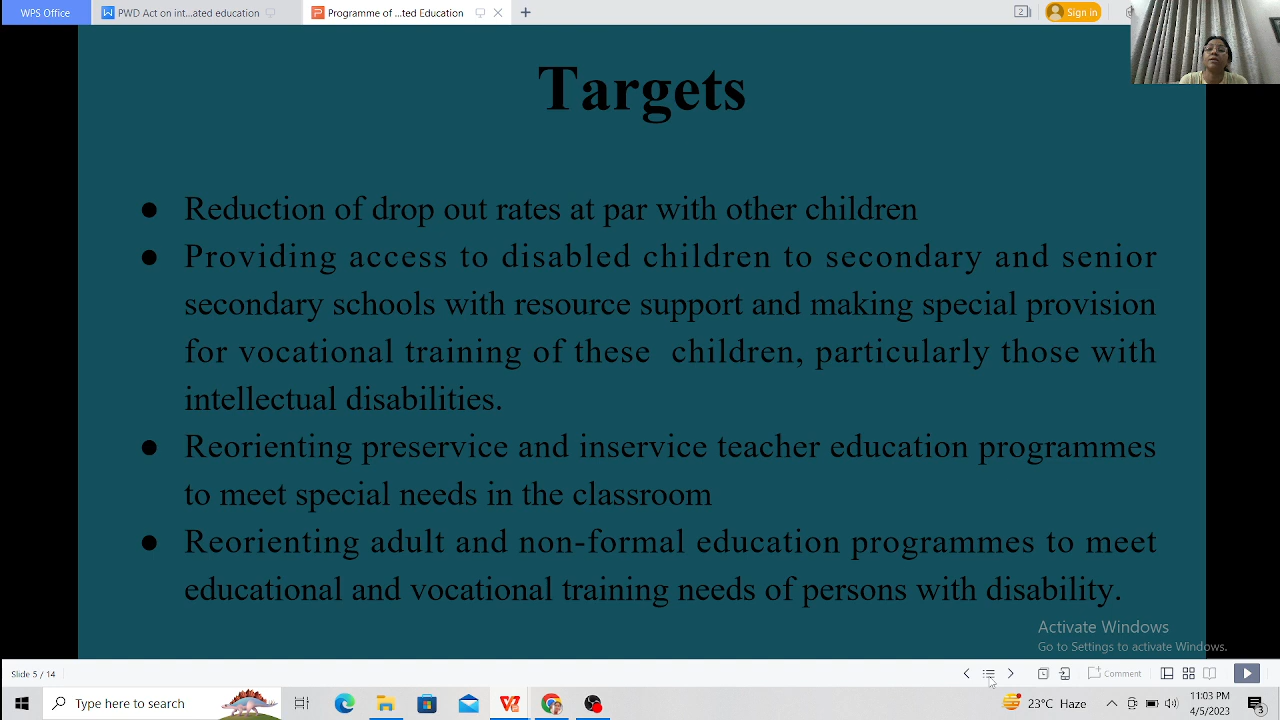 WPS Office
PWD Act on in...tated education
Programme of ...ted Education
2
Sign in
Targets
● Reduction of drop out rates at par with other children
● Providing access to disabled children to secondary and senior
secondary schools with resource support and making special provision
for vocational training of these children, particularly those with
intellectual disabilities.
● Reorienting preservice and inservice teacher education programmes
to meet special needs in the classroom
● Reorienting adult and non-formal education programmes to meet
educational and vocational training needs of persons with disability.
Activate Windows
Go to Settings to activate Windows.
Slide 5 / 14
Comment
Type here to search
23°C Haze
11:03 PM
4/5/2023
3